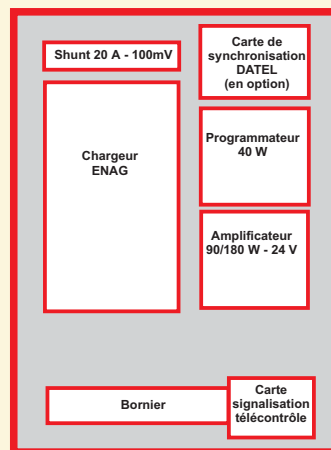 Shunt 20 A - 100mV
Carte de
synchronisation
DATEL
(en option)
Chargeur
ENAG
Programmateur
40 W
Amplificateur
90/180 W - 24 V
Bornier
Carte
signalisation
télécontrôle